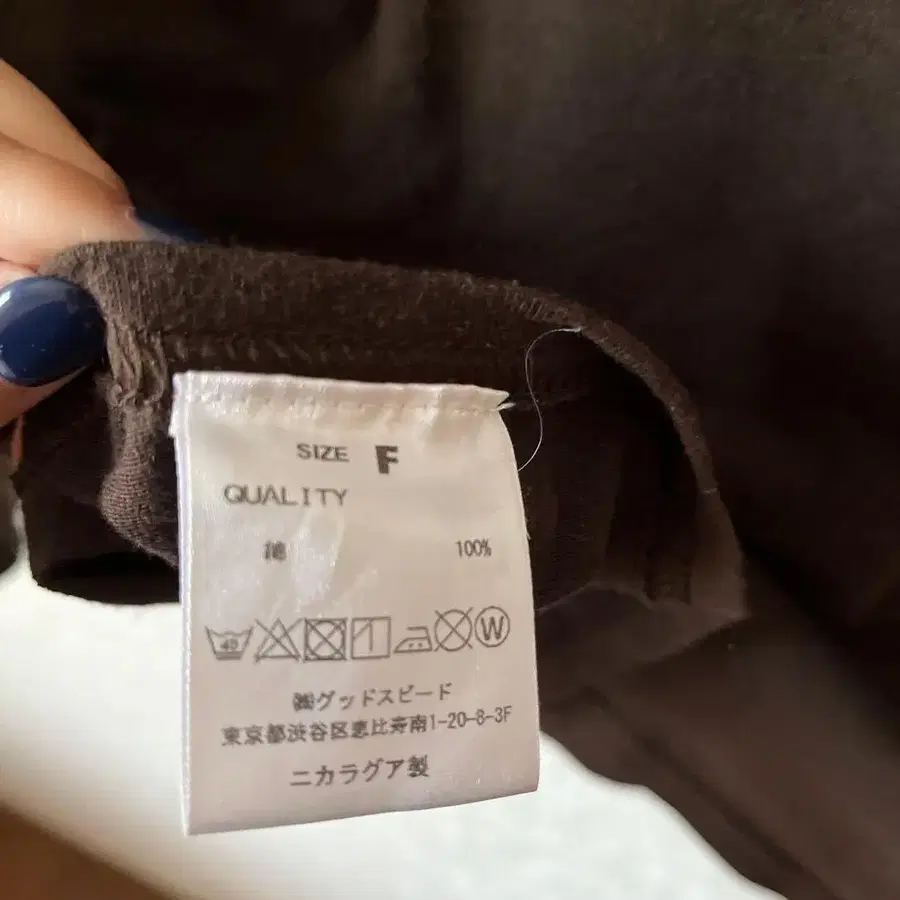 SIZE F
QUALITY
綿 100%
40 W
㈱グッドスピード
東京都渋谷区恵比寿南1-20-8-3F
ニカラグア製